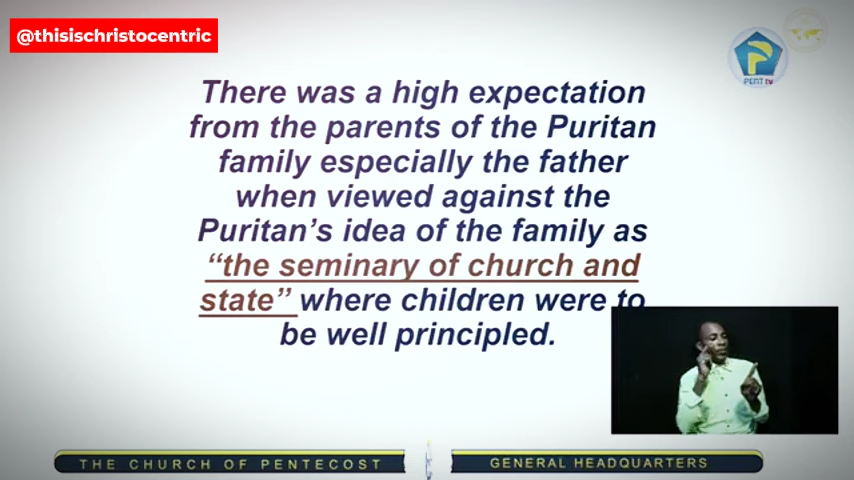 @thisischristocentric
PENT tv
There was a high expectation
from the parents of the Puritan
family especially the father
when viewed against the
Puritan’s idea of the family as
“the seminary of church and
state” where children were to
be well principled.
THE CHURCH OF PENTECOST
GENERAL HEADQUARTERS